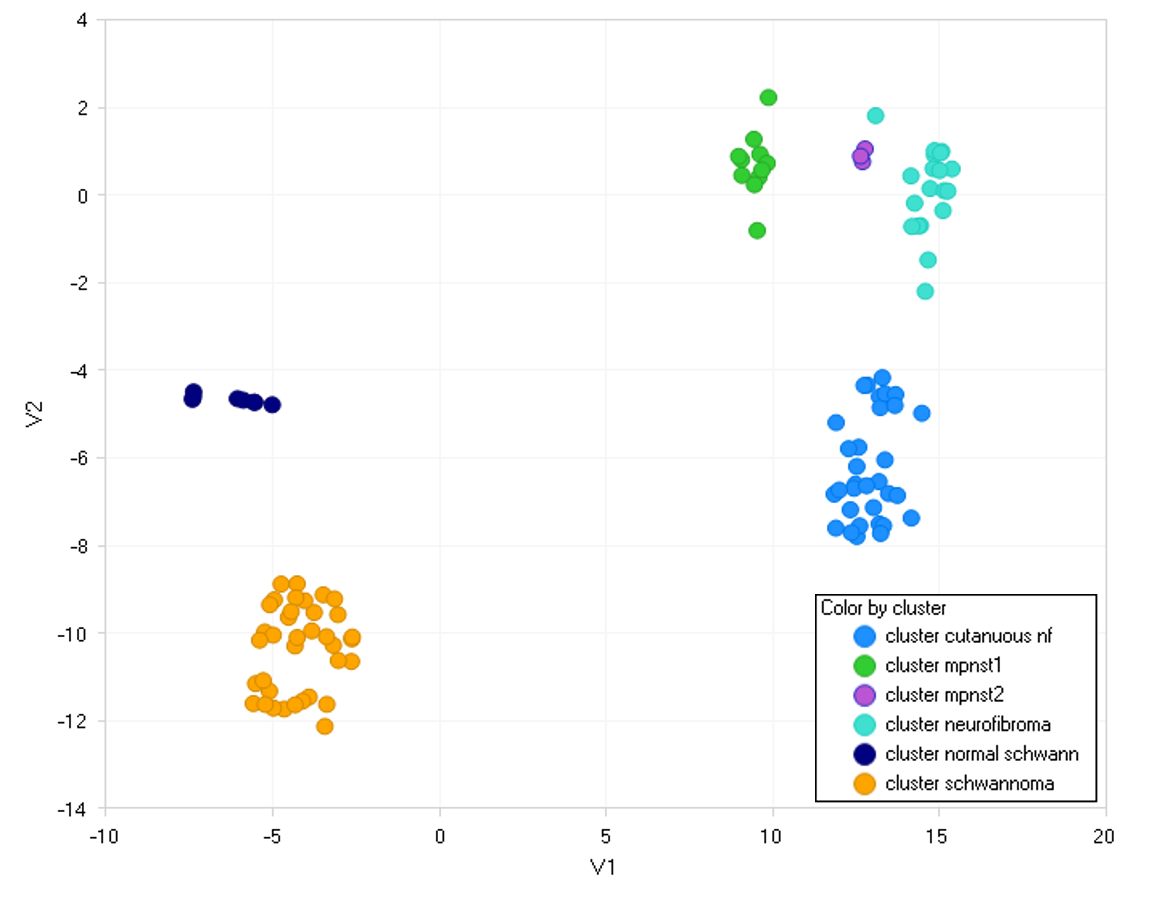 4
2
0
-2
-4
-6
-8
-10
-12
-14
V2
-10 -5 0 5 10 15 20
V1
Color by cluster
cluster cutanuous nf
cluster mpnst1
cluster mpnst2
cluster neurofibroma
cluster normal schwann
cluster schwannoma